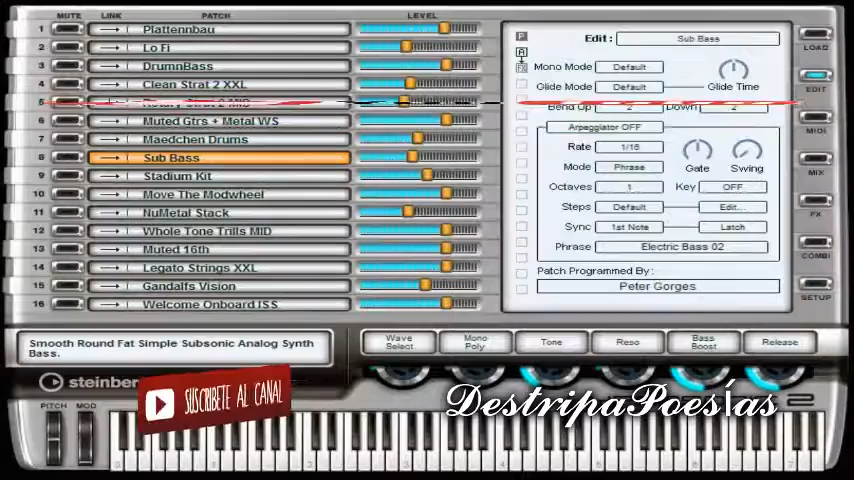 MUTE LINK PATCH LEVEL
1 Plattennbau
2 Lo Fi
3 DrumnBass
4 Clean Strat 2 XXL
5
6 Muted Gtrs + Metal WS
7 Maedchen Drums
8 Sub Bass
9 Stadium Kit
10 Move The Modwheel
11 NuMetal Stack
12 Whole Tone Trills MID
13 Muted 16th
14 Legato Strings XXL
15 Gandalfs Vision
16 Welcome Onboard ISS
Edit: Sub Bass
Mono Mode Default
Glide Mode Default Glide Time
Bend Up 2 Down 2
Arpeggiator OFF
Rate 1/16
Mode Phrase Gate Swing
Octaves 1 Key OFF
Steps Default Edit...
Sync 1st Note Latch
Phrase Electric Bass 02
Patch Programmed By:
Peter Gorges
LOAD
EDIT
MIDI
MIX
FX
COMBI
SETUP
Smooth Round Fat Simple Subsonic Analog Synth
Bass.
Wave Select Mono Poly Tone Reso Bass Boost Release
steinber
PITCH MOD
SUSCRIBETE AL CANAL
DestripaPoesías
2